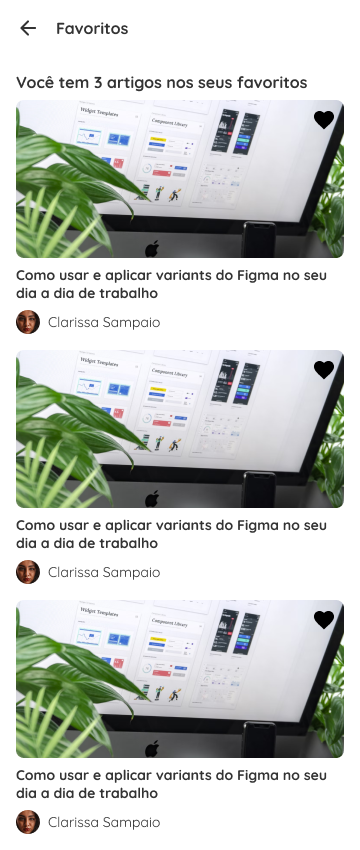 Favoritos
Você tem 3 artigos nos seus favoritos
Widget Templates
Component Library
Como usar e aplicar variants do Figma no seu
dia a dia de trabalho
Clarissa Sampaio
Widget Templates
Component Library
Como usar e aplicar variants do Figma no seu
dia a dia de trabalho
Clarissa Sampaio
Widget Templates
Component Library
Como usar e aplicar variants do Figma no seu
dia a dia de trabalho
Clarissa Sampaio